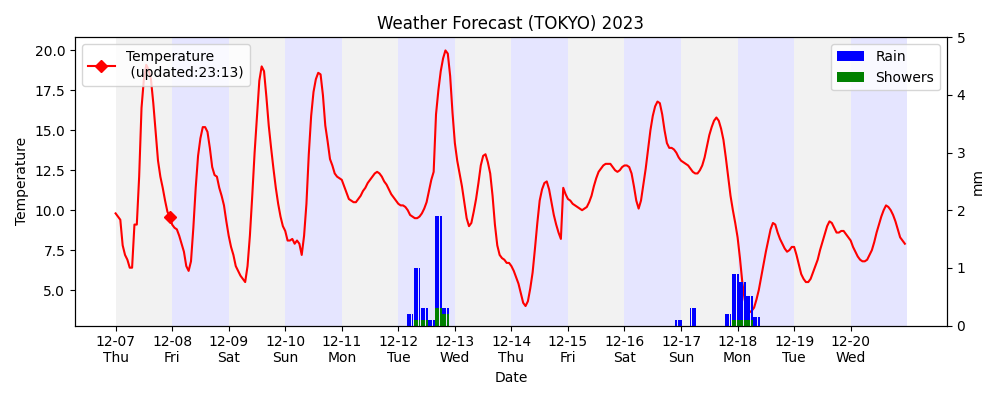 Weather Forecast (TOKYO) 2023
Temperature
(updated:23:13)
Rain
Showers
Temperature
20.0
17.5
15.0
12.5
10.0
7.5
5.0
5
4
3
2
1
0
mm
12-07 12-08 12-09 12-10 12-11 12-12 12-13 12-14 12-15 12-16 12-17 12-18 12-19 12-20
Thu Fri Sat Sun Mon Tue Wed Thu Fri Sat Sun Mon Tue Wed
Date